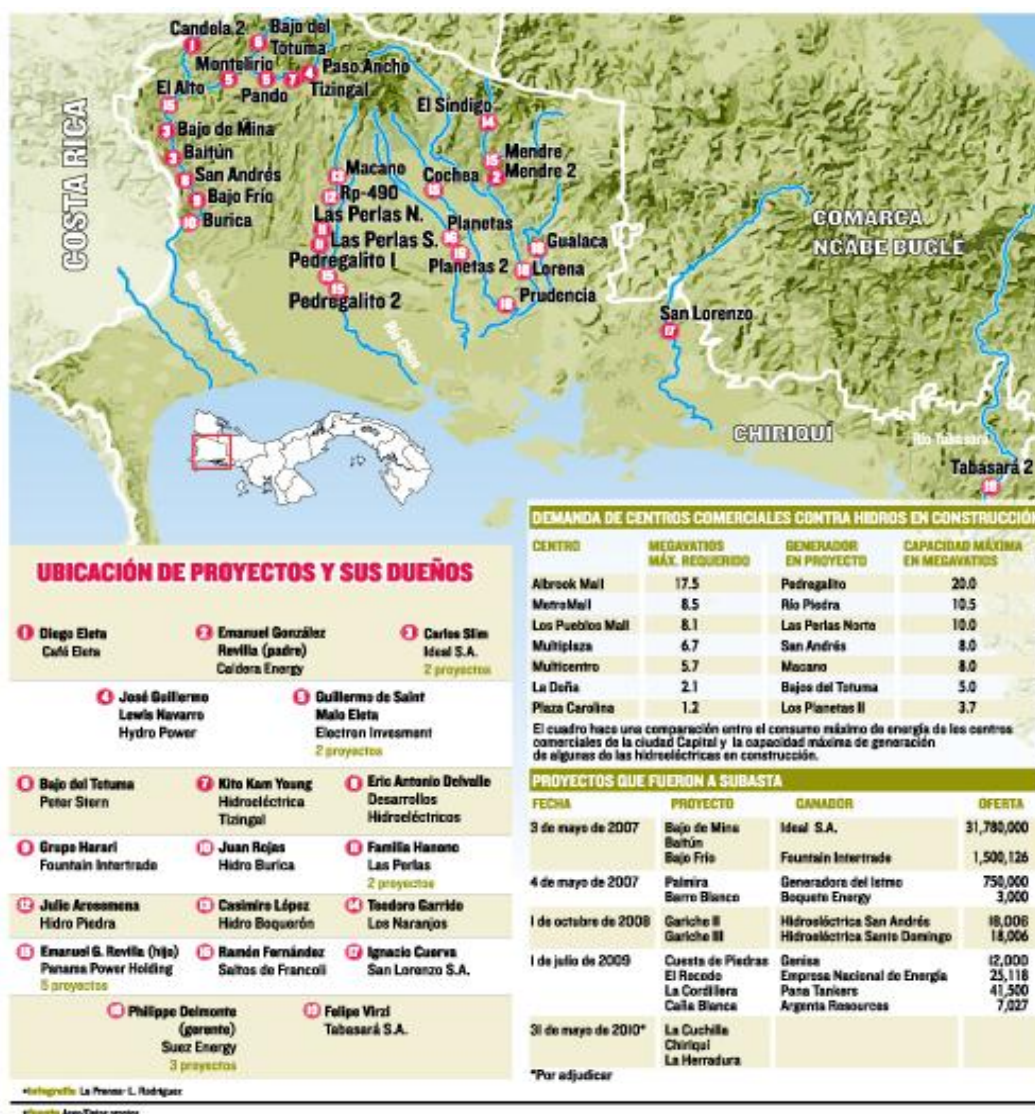 Candela 2
Bajo del
Totuma
Montelirio
Paso Ancho
El Alto
Pando
Tizingal
El Sindigo
COSTA RICA
Bajo de Mina
Baitún
Mendre
San Andrés
Macano
Cochea
Mendre 2
Bajo Frío
Rp-490
Burica
Las Perlas N.
Planetas
COMARCA
NGABE BUGLE
Las Perlas S.
Gualaca
Pedregalito 1
Planetas 2
Lorena
Pedregalito 2
Prudencia
San Lorenzo
17
Río Chiriquí Viejo
Río Chico
CHIRIQUÍ
Río Tabasará
Tabasará 2
DEMANDA DE CENTROS COMERCIALES CONTRA HIDROS EN CONSTRUCCIÓN
CENTRO MEGAVATIOS MÁX. REQUERIDO GENERADOR EN PROYECTO CAPACIDAD MÁXIMA EN MEGAVATIOS
Albrook Mall 17.5 Pedregalito 20.0
MetroMall 8.5 Río Piedra 10.5
Los Pueblos Mall 8.1 Las Perlas Norte 10.0
Multiplaza 6.7 San Andrés 8.0
Multicentro 5.7 Macano 8.0
La Doña 2.1 Bajos del Totuma 5.0
Plaza Carolina 1.2 Los Planetas II 3.7
El cuadro hace una comparación entre el consumo máximo de energía de los centros
comerciales de la ciudad Capital y la capacidad máxima de generación
de algunas de las hidroeléctricas en construcción.
UBICACIÓN DE PROYECTOS Y SUS DUEÑOS
1 Diego Eleta
Café Eleta
2 Emanuel González
Revilla (padre)
Caldera Energy
3 Carlos Slim
Ideal S.A.
2 proyectos
4 José Guillermo
Lewis Navarro
Hydro Power
5 Guillermo de Saint
Malo Eleta
Electron Invesment
2 proyectos
6 Bajo del Totuma
Peter Stern
7 Kito Kam Young
Hidroeléctrica
Tizingal
8 Eric Antonio Delvalle
Desarrollos
Hidroeléctricos
9 Grupo Harari
Fountain Intertrade
10 Juan Rojas
Hidro Burica
11 Familia Hanono
Las Perlas
2 proyectos
12 Julio Arosemena
Hidro Piedra
13 Casimiro López
Hidro Boquerón
14 Teodoro Garrido
Los Naranjos
15 Emanuel G. Revilla (hijo)
Panama Power Holding
5 proyectos
16 Ramón Fernández
Saltos de Francoli
17 Ignacio Cuerva
San Lorenzo S.A.
18 Philippe Delmonte
(gerente)
Suez Energy
3 proyectos
19 Felipe Virzi
Tabasará S.A.
PROYECTOS QUE FUERON A SUBASTA
FECHA PROYECTO GANADOR OFERTA
3 de mayo de 2007 Bajo de Mina Ideal S.A. 31,780,000
Baitún
Bajo Frío Fountain Intertrade 1,500,126
4 de mayo de 2007 Palmira Generadora del Istmo 750,000
Barro Blanco Boquete Energy 3,000
1 de octubre de 2008 Gariche II Hidroeléctrica San Andrés 18,006
Gariche III Hidroeléctrica Santo Domingo 18,006
1 de julio de 2009 Cuesta de Piedras Genisa 12,000
El Recodo Empresa Nacional de Energía 25,118
La Cordillera Pana Tankers 41,500
Caña Blanca Argenta Resources 7,027
31 de mayo de 2010* La Cuchilla
Chiriquí
La Herradura
*Por adjudicar
Infografía La Prensa/ L. Rodríguez